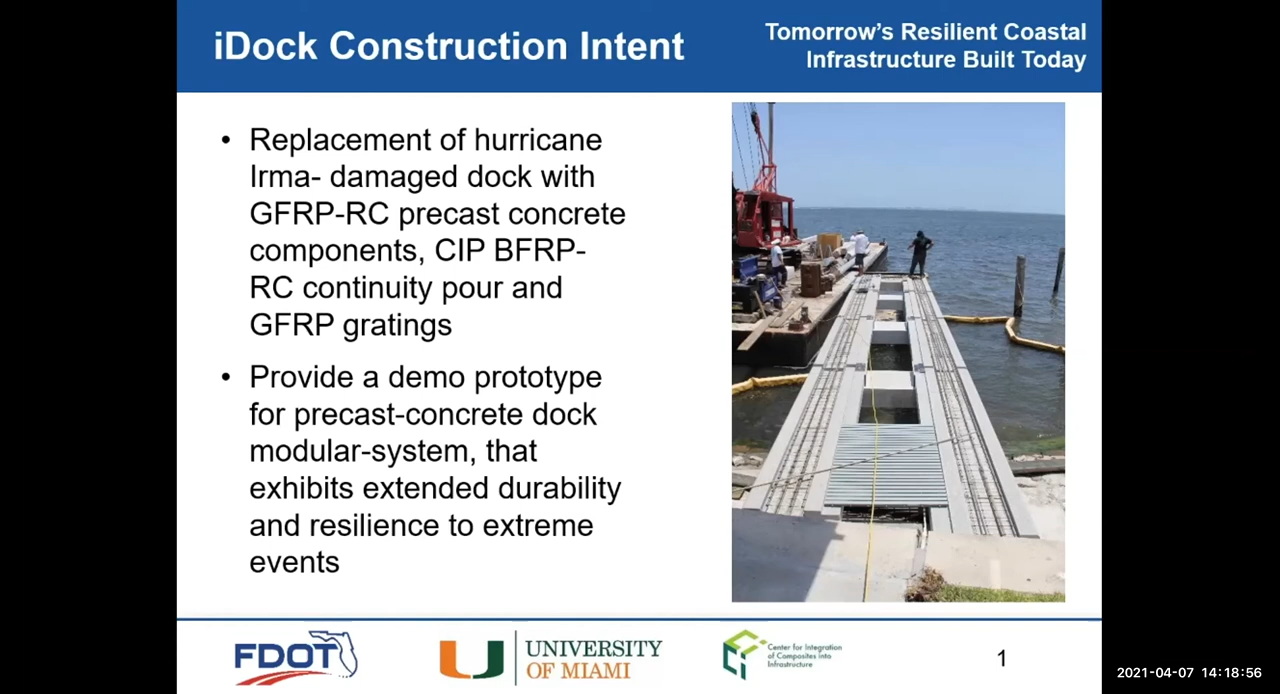 iDock Construction Intent
Tomorrow's Resilient Coastal
Infrastructure Built Today
• Replacement of hurricane
Irma- damaged dock with
GFRP-RC precast concrete
components, CIP BFRP-
RC continuity pour and
GFRP gratings
• Provide a demo prototype
for precast-concrete dock
modular-system, that
exhibits extended durability
and resilience to extreme
events
FDOT
UNIVERSITY
OF MIAMI
Center for Integration
of Composites into
Infrastructure
1
2021-04-07 14:18:56